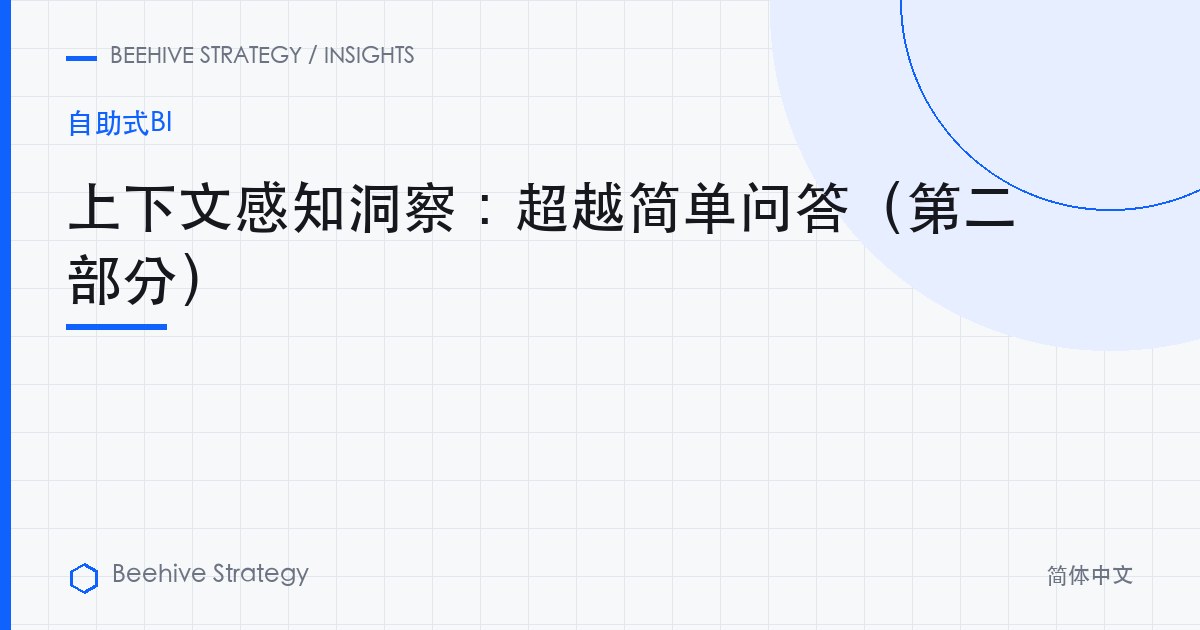 BEEHIVE STRATEGY / INSIGHTS
自助式BI
上下文感知洞察：超越简单问答（第二
部分）
Beehive Strategy
简体中文